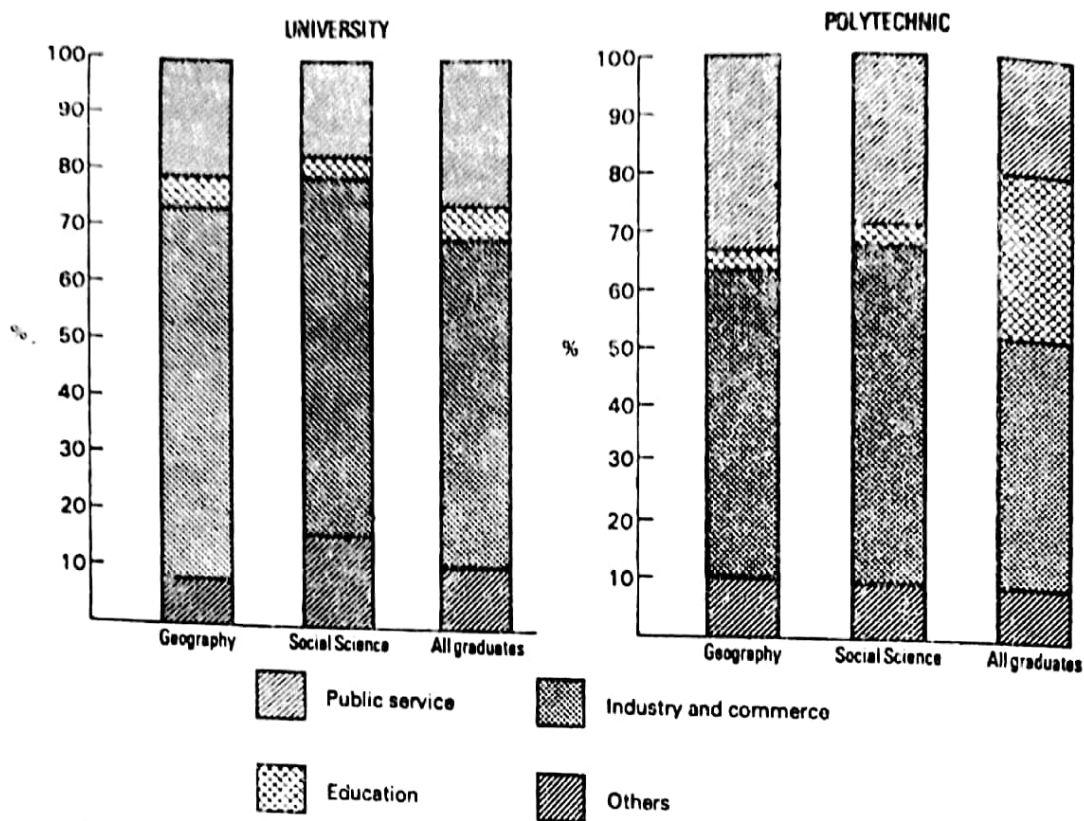 UNIVERSITY
100
90
80
70
60
50
40
30
20
10
%
Geography Social Science All graduates
POLYTECHNIC
100
90
80
70
60
50
40
30
20
10
%
Geography Social Science All graduates
Public service
Industry and commerce
Education
Others